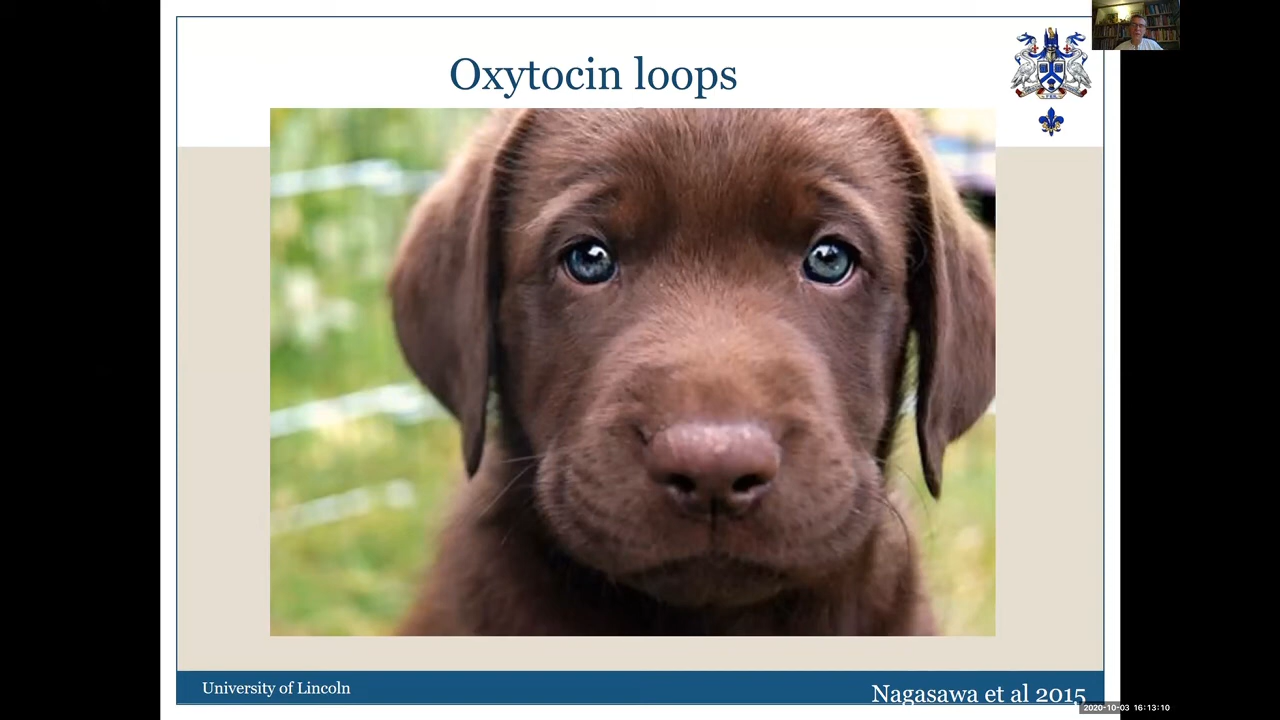 Oxytocin loops
University of Lincoln
Nagasawa et al 2015
2020-10-03 16:13:10